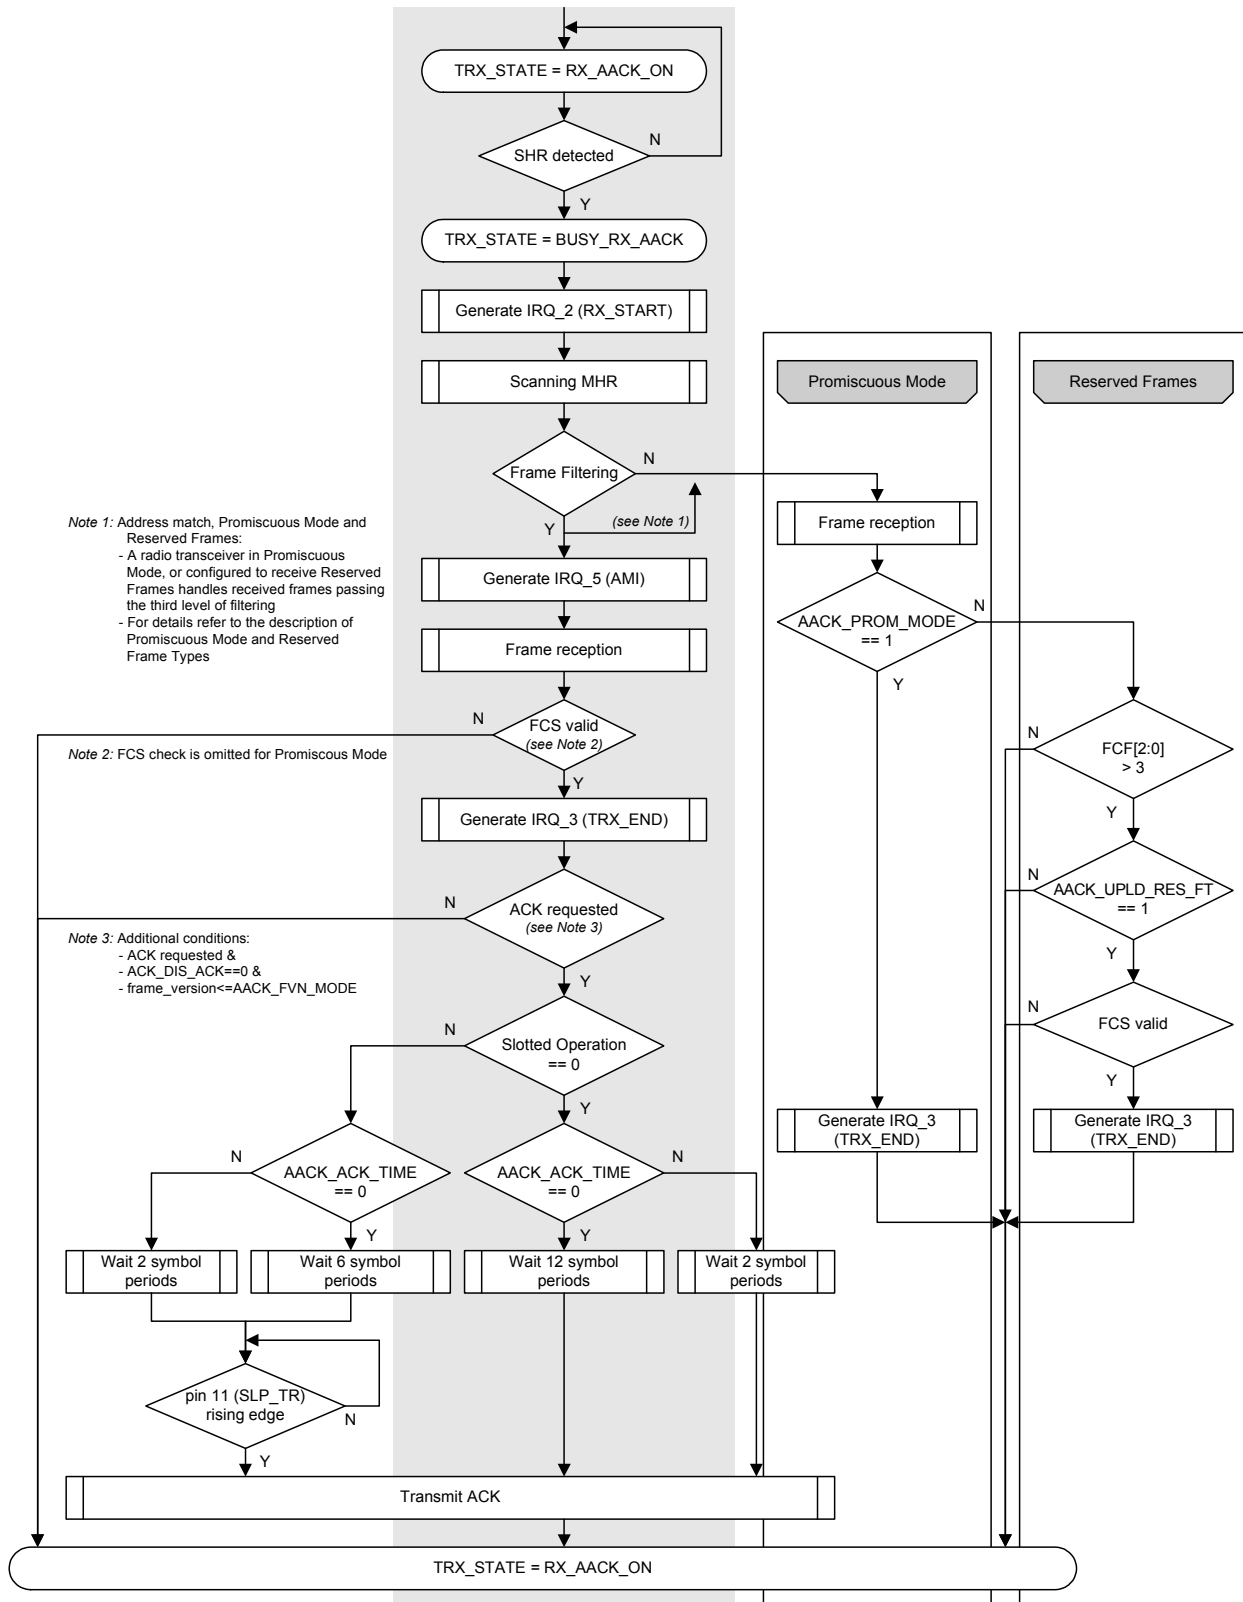 TRX_STATE = RX_AACK_ON
SHR detected
N
Y
TRX_STATE = BUSY_RX_AACK
Generate IRQ_2 (RX_START)
Scanning MHR
Promiscuous Mode
Reserved Frames
Frame Filtering
N
Y
(see Note 1)
Note 1: Address match, Promiscuous Mode and
Reserved Frames:
- A radio transceiver in Promiscuous
Mode, or configured to receive Reserved
Frames handles received frames passing
the third level of filtering
- For details refer to the description of
Promiscuous Mode and Reserved
Frame Types
Frame reception
Generate IRQ_5 (AMI)
AACK_PROM_MODE
== 1
N
Y
Frame reception
FCS valid
(see Note 2)
N
Y
Note 2: FCS check is omitted for Promiscous Mode
FCF[2:0]
> 3
N
Y
Generate IRQ_3 (TRX_END)
ACK requested
(see Note 3)
N
Y
AACK_UPLD_RES_FT
== 1
N
Y
Note 3: Additional conditions:
- ACK requested &
- ACK_DIS_ACK==0 &
- frame_version<=AACK_FVN_MODE
FCS valid
N
Y
Slotted Operation
== 0
N
Y
Generate IRQ_3
(TRX_END)
Generate IRQ_3
(TRX_END)
AACK_ACK_TIME
== 0
N
Y
AACK_ACK_TIME
== 0
N
Y
Wait 2 symbol
periods
Wait 6 symbol
periods
Wait 12 symbol
periods
Wait 2 symbol
periods
pin 11 (SLP_TR)
rising edge
N
Y
Transmit ACK
TRX_STATE = RX_AACK_ON